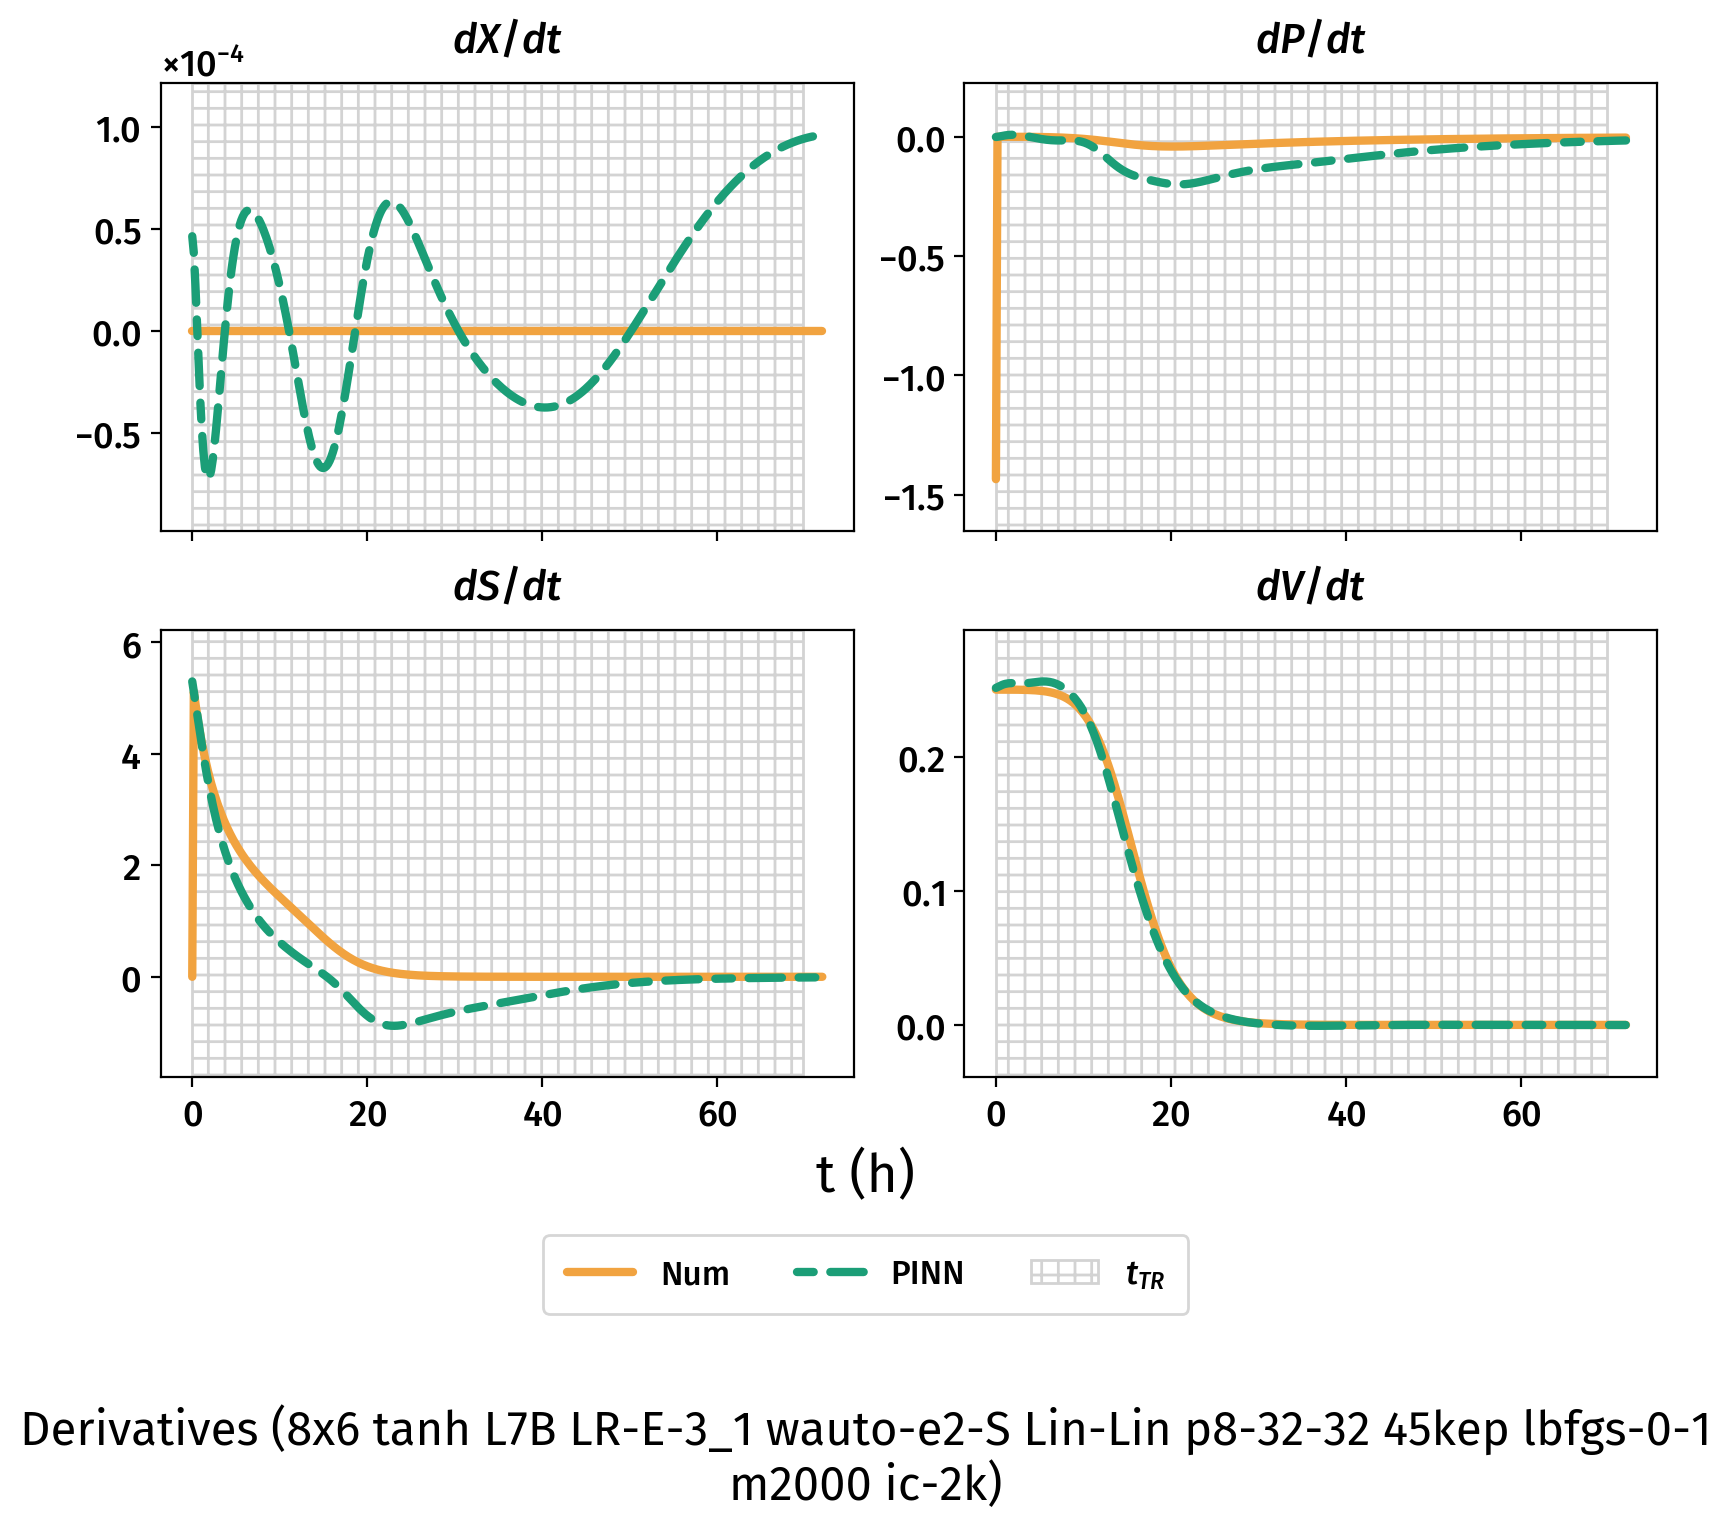 dX/dt
dP/dt
×10⁻⁴
1.0
0.5
0.0
−0.5
0.0
−0.5
−1.0
−1.5
dS/dt
dV/dt
6
4
2
0
0.2
0.1
0.0
0 20 40 60
0 20 40 60
t (h)
Num PINN t_TR
Derivatives (8x6 tanh L7B LR-E-3_1 wauto-e2-S Lin-Lin p8-32-32 45kep lbfgs-0-1
m2000 ic-2k)